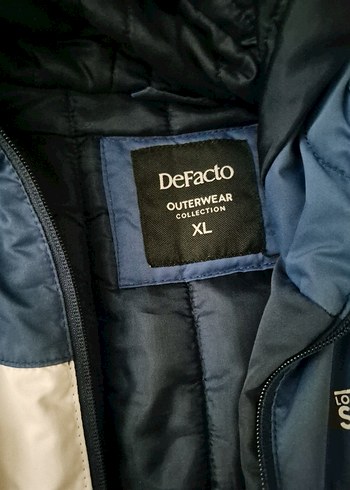 DeFacto
OUTERWEAR
COLLECTION
XL